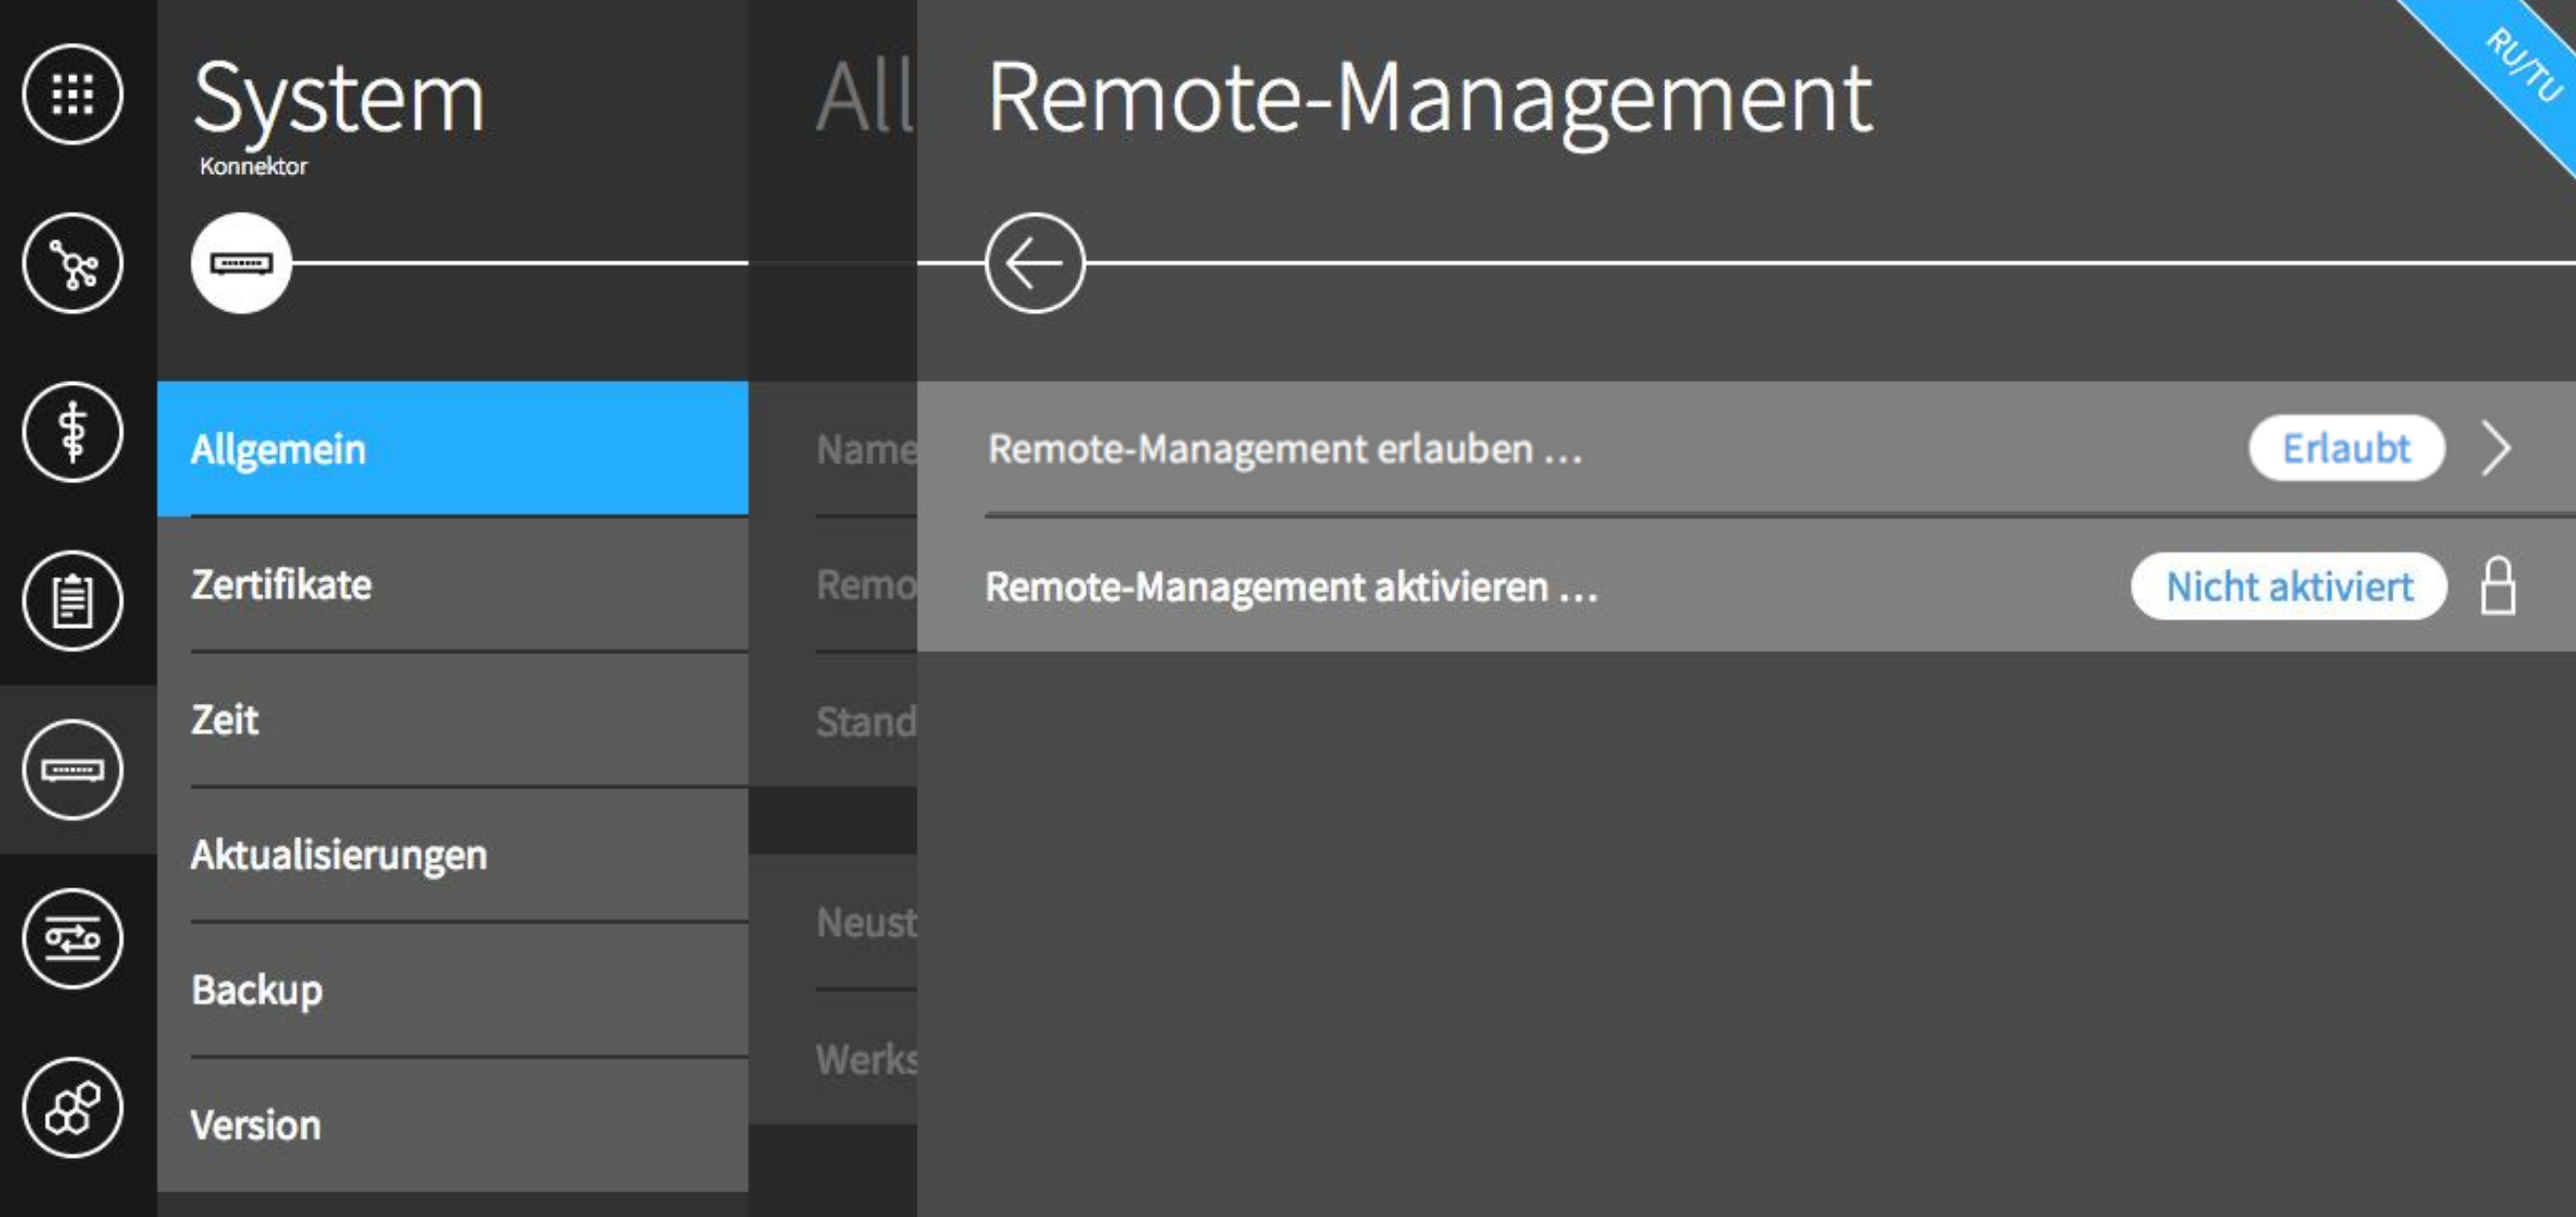 System
Konnektor
Allgemein
Zertifikate
Zeit
Aktualisierungen
Backup
Version
All
Name
Remo
Stand
Neust
Werks
Remote-Management
RU/TU
Remote-Management erlauben ... Erlaubt
Remote-Management aktivieren ... Nicht aktiviert